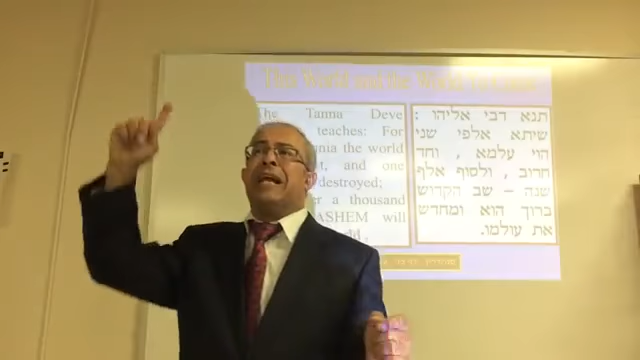 This World and the World to Come
The Tanna Deve
teaches: For
the world
and one
destroyed;
a thousand
ASHEM will
תנא דבי אליהו :
שיתא אלפי שני
הוי עלמא , וחד
חרוב , ולסוף אלף
שנה – שב הקדוש
ברוך הוא ומחדש
את עולמו.